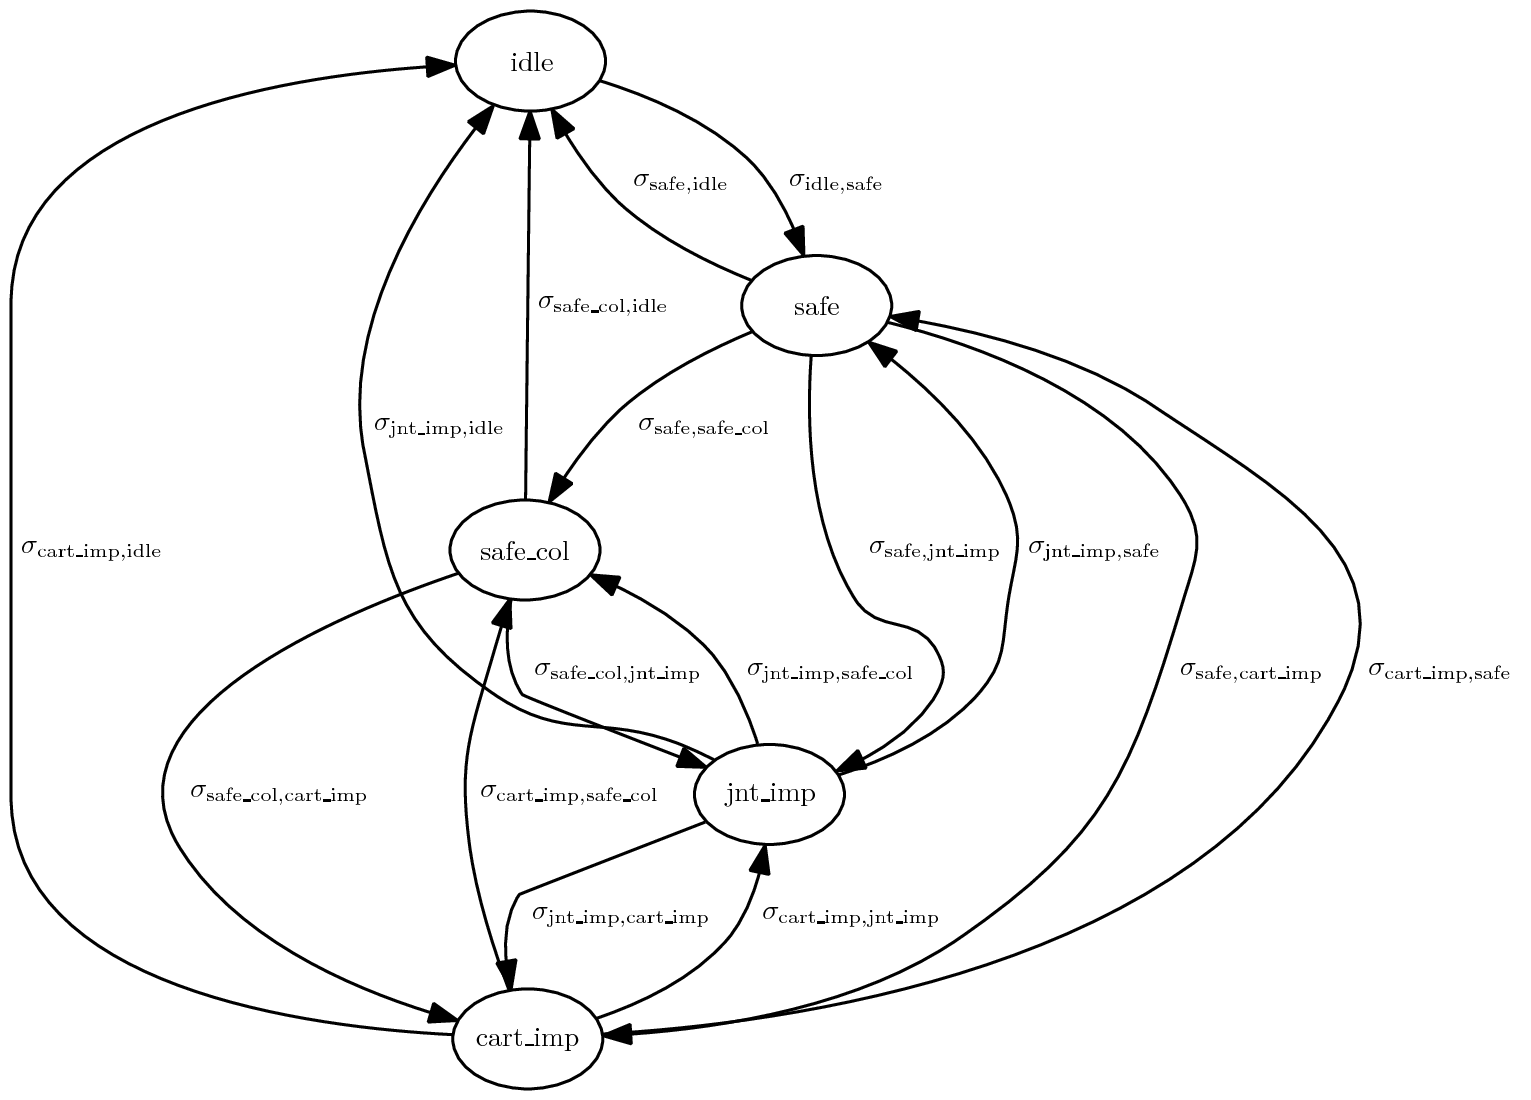 idle
σsafe,idle
σidle,safe
σsafe_col,idle
safe
σjnt_imp,idle
σsafe,safe_col
σcart_imp,idle
safe_col
σsafe,jnt_imp
σjnt_imp,safe
σsafe_col,jnt_imp
σjnt_imp,safe_col
σsafe,cart_imp
σcart_imp,safe
σsafe_col,cart_imp
σcart_imp,safe_col
jnt_imp
σjnt_imp,cart_imp
σcart_imp,jnt_imp
cart_imp